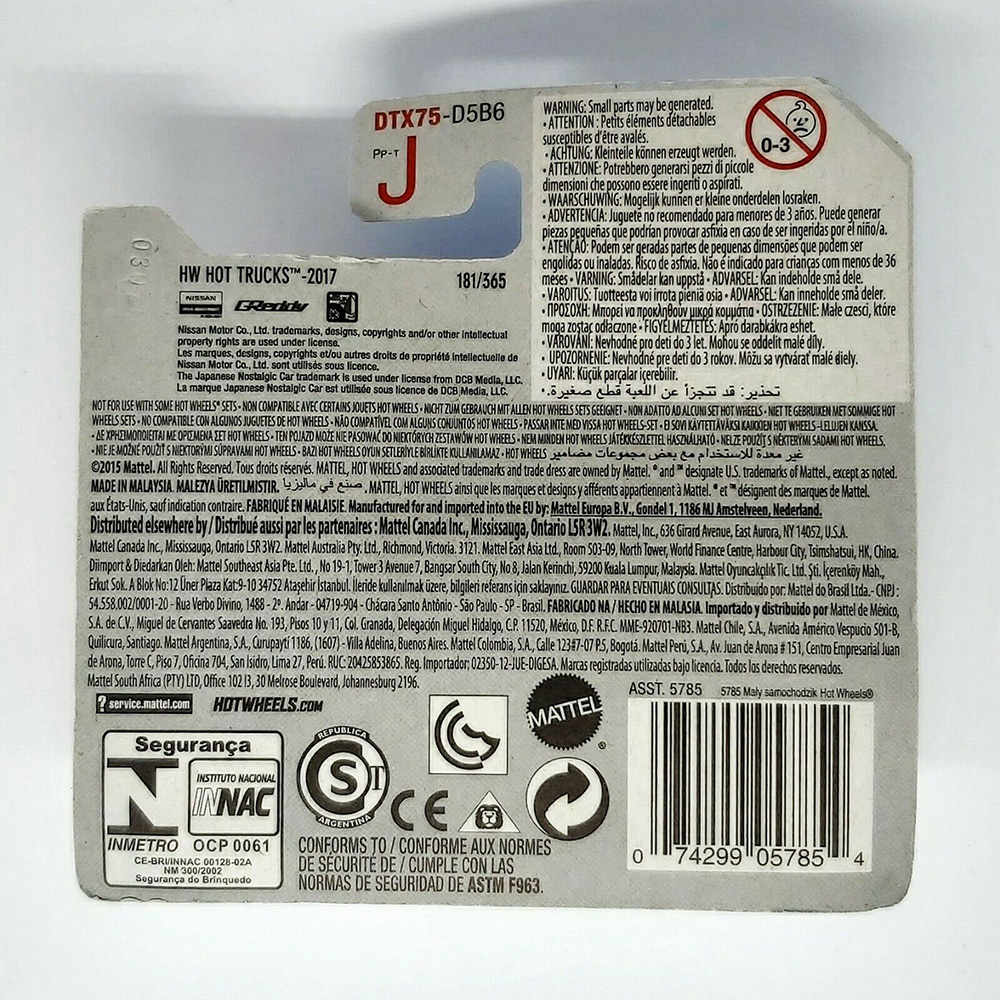 DTX75-D5B6
PP-T
J
WARNING: Small parts may be generated.
• ATTENTION : Petits éléments détachables
susceptibles d'être avalés.
• ACHTUNG: Kleinteile können erzeugt werden.
• ATTENZIONE: Potrebbero generarsi pezzi di piccole
dimensioni che possono essere ingeriti o aspirati.
• WAARSCHUWING: Mogelijk kunnen er kleine onderdelen losraken.
• ADVERTENCIA: Juguete no recomendado para menores de 3 años. Puede generar
piezas pequeñas que podrían provocar asfixia en caso de ser ingeridas por el niño/a.
• ATENÇÃO: Podem ser geradas partes de pequenas dimensões que podem ser
engolidas ou inaladas. Risco de asfixia. Não é indicado para crianças com menos de 36
meses • VARNING: Smådelar kan uppstå • ADVARSEL: Kan indeholde små dele.
• VAROITUS: Tuotteesta voi irrota pieniä osia • ADVARSEL: Kan inneholde små deler.
• ΠΡΟΣΟΧΗ: Μπορεί να προκληθούν μικρά κομμάτια • OSTRZEŻENIE: Małe czesci, które
moga zostac odłaczone • FIGYELMEZTETÉS: Apró darabkákra eshet.
• VAROVÁNÍ: Nevhodné pro deti do 3 let. Mohou se oddelit malé díly.
• UPOZORNENIE: Nevhodné pre deti do 3 rokov. Môžu sa vytvárať malé diely.
• UYARI: Küçük parçalar içerebilir.
• تحذير: قد تتجزأ عن اللعبة قطع صغيرة.
0-3
HW HOT TRUCKS™-2017
181/365
NISSAN
GReddy
Nissan Motor Co., Ltd. trademarks, designs, copyrights and/or other intellectual
property rights are used under license.
Les marques, designs, copyrights et/ou autres droits de propriété intellectuelle de
Nissan Motor Co., Ltd. sont utilisés sous licence.
The Japanese Nostalgic Car trademark is used under license from DCB Media, LLC.
La marque Japanese Nostalgic Car est utilisée sous licence de DCB Media, LLC.
NOT FOR USE WITH SOME HOT WHEELS® SETS • NON COMPATIBLE AVEC CERTAINS JOUETS HOT WHEELS • NICHT ZUM GEBRAUCH MIT ALLEN HOT WHEELS SETS GEEIGNET • NON ADATTO AD ALCUNI SET HOT WHEELS • NIET TE GEBRUIKEN MET SOMMIGE HOT
WHEELS SETS • NO COMPATIBLE CON ALGUNOS JUGUETES DE HOT WHEELS • NÃO COMPATÍVEL COM ALGUNS CONJUNTOS HOT WHEELS • PASSAR INTE MED VISSA HOT WHEELS-SET • EI SOVI KÄYTETTÄVÄKSI KAIKKIEN HOT WHEELS-LELUJEN KANSSA.
• ΔΕ ΧΡΗΣΙΜΟΠΟΙΕΙΤΑΙ ΜΕ ΟΡΙΣΜΕΝΑ ΣΕΤ HOT WHEELS • TEN POJAZD MOŻE NIE PASOWAĆ DO NIEKTÓRYCH ZESTAWÓW HOT WHEELS • NEM MINDEN HOT WHEELS JÁTÉKKÉSZLETTEL HASZNÁLHATÓ • NELZE POUŽÍT S NĚKTERÝMI SADAMI HOT WHEELS.
• NIE JE MOŽNÉ POUŽIŤ S NIEKTORÝMI SÚPRAVAMI HOT WHEELS • BAZI HOT WHEELS OYUN SETLERİYLE BİRLİKTE KULLANILAMAZ. • HOT WHEELS غير معدة للاستخدام مع بعض مجموعات مضامير
©2015 Mattel. All Rights Reserved. Tous droits réservés. MATTEL, HOT WHEELS and associated trademarks and trade dress are owned by Mattel. ® and ™ designate U.S. trademarks of Mattel, except as noted.
MADE IN MALAYSIA. MALEZYA ÜRETİLMİSTİR. صنع في ماليزيا. MATTEL, HOT WHEELS ainsi que les marques et designs y afférents appartiennent à Mattel. ® et ™ désignent des marques de Mattel.
aux États-Unis, sauf indication contraire. FABRIQUÉ EN MALAISIE. Manufactured for and imported into the EU by: Mattel Europa B.V., Gondel 1, 1186 MJ Amstelveen, Nederland.
Distributed elsewhere by / Distribué aussi par les partenaires : Mattel Canada Inc., Mississauga, Ontario L5R 3W2. Mattel, Inc., 636 Girard Avenue, East Aurora, NY 14052, U.S.A.
Mattel Canada Inc., Mississauga, Ontario L5R 3W2. Mattel Australia Pty. Ltd., Richmond, Victoria. 3121. Mattel East Asia Ltd., Room 503-09, North Tower, World Finance Centre, Harbour City, Tsimshatsui, HK, China.
Diimport & Diedarkan Oleh: Mattel Southeast Asia Pte. Ltd. , No 19-1, Tower 3 Avenue 7, Bangsar South City, No 8, Jalan Kerinchi, 59200 Kuala Lumpur, Malaysia. Mattel Oyuncakçılık Tic. Ltd. Şti. İçerenköy Mah.,
Erkut Sok. A Blok No:12 Üner Plaza Kat:9-10 34752 Ataşehir İstanbul. İleride kullanılmak üzere, bilgileri referans için saklayınız. GUARDAR PARA EVENTUAIS CONSULTAS. Distribuido por: Mattel do Brasil Ltda.- CNPJ :
54.558.002/0001-20 - Rua Verbo Divino, 1488 - 2º. Andar - 04719-904 - Chácara Santo Antônio - São Paulo - SP - Brasil. FABRICADO NA / HECHO EN MALASIA. Importado y distribuido por Mattel de México,
S.A. de C.V., Miguel de Cervantes Saavedra No. 193, Pisos 10 y 11, Col. Granada, Delegación Miguel Hidalgo, C.P. 11520, México, D.F. R.F.C. MME-920701-NB3. Mattel Chile, S.A., Avenida Américo Vespucio 501-B,
Quilicura, Santiago. Mattel Argentina, S.A., Curupaytí 1186, (1607) - Villa Adelina, Buenos Aires. Mattel Colombia, S.A., Calle 123#7-07 P.5, Bogotá. Mattel Perú, S.A., Av. Juan de Arona # 151, Centro Empresarial Juan
de Arona, Torre C, Piso 7, Oficina 704, San Isidro, Lima 27, Perú. RUC: 20425853865. Reg. Importador: 02350-12-JUE-DIGESA. Marcas registradas utilizadas bajo licencia. Todos los derechos reservados.
Mattel South Africa (PTY) LTD, Office 102 I3, 30 Melrose Boulevard, Johannesburg 2196.
? service.mattel.com
HOTWHEELS.COM
MATTEL
®
ASST. 5785
5785 Mały samochodzik Hot Wheels®
Segurança
INSTITUTO NACIONAL
INNAC
INMETRO
OCP 0061
CE-BRI/INNAC 00128-02A
NM 300/2002
Segurança do Brinquedo
REPUBLICA
S T
ARGENTINA
CE
CONFORMS TO / CONFORME AUX NORMES
DE SÉCURITÉ DE / CUMPLE CON LAS
NORMAS DE SEGURIDAD DE ASTM F963.
0 74299 05785 4